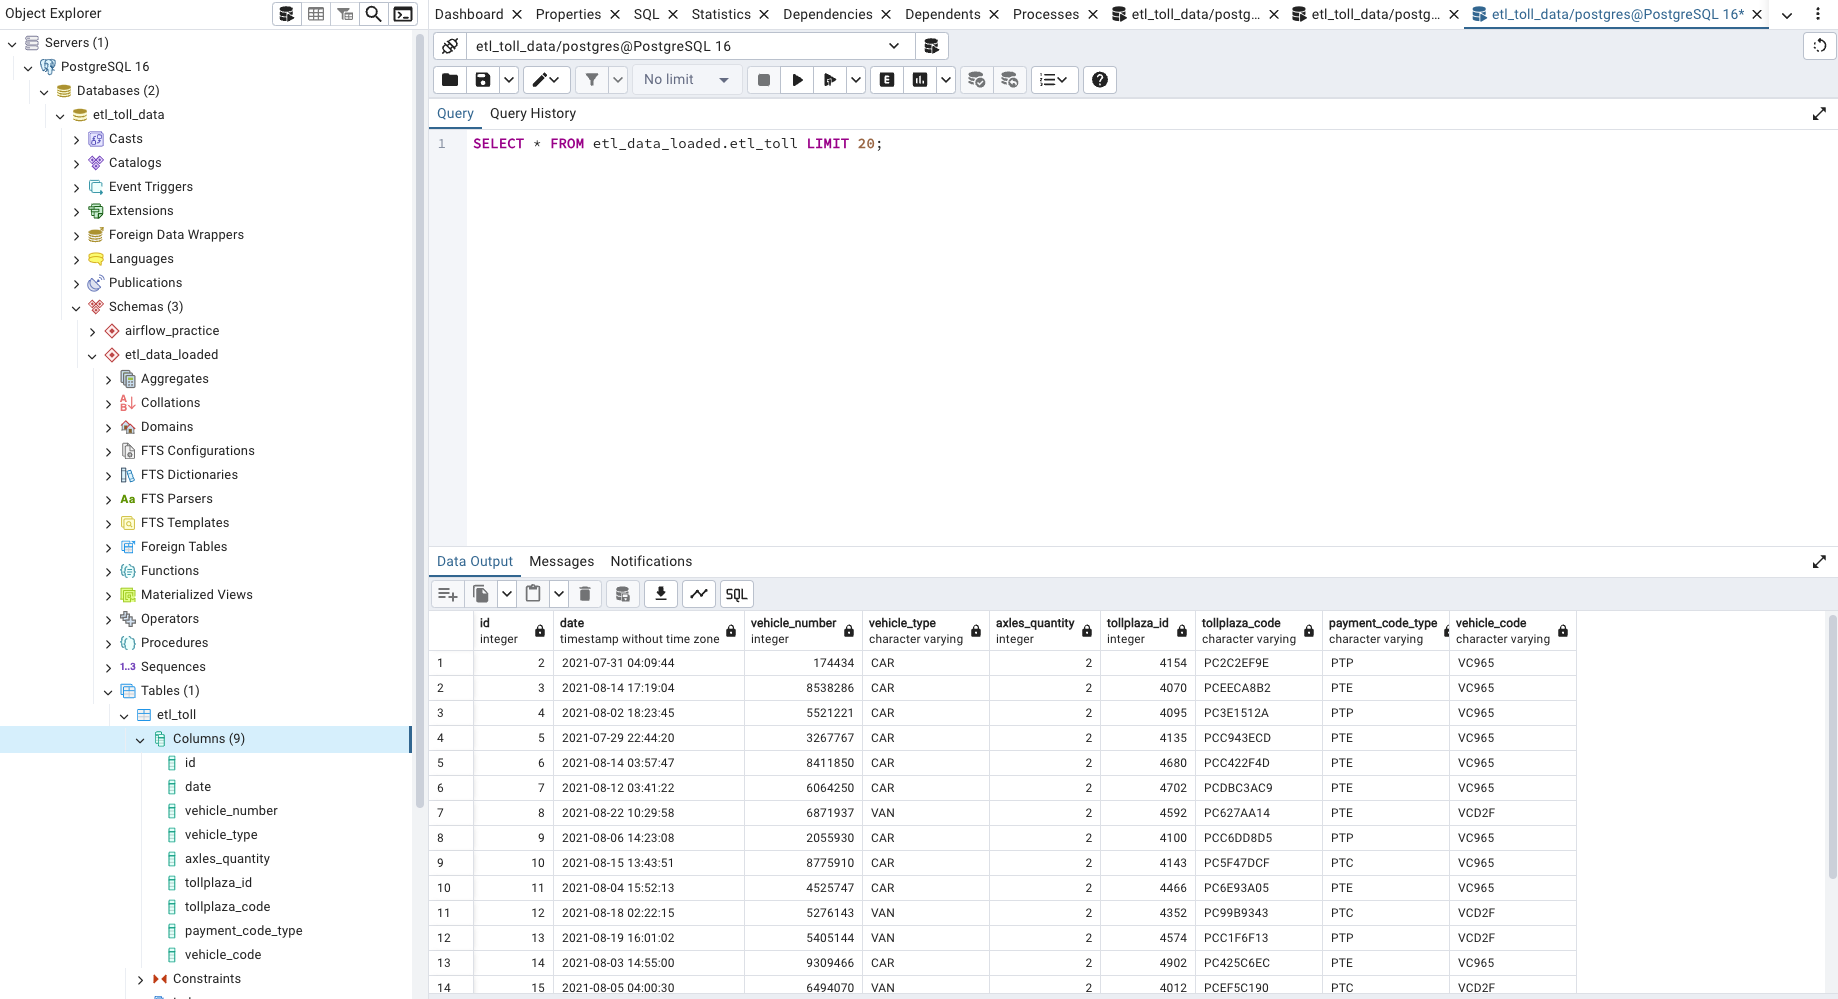 Object Explorer
Servers (1)
PostgreSQL 16
Databases (2)
etl_toll_data
Casts
Catalogs
Event Triggers
Extensions
Foreign Data Wrappers
Languages
Publications
Schemas (3)
airflow_practice
etl_data_loaded
Aggregates
Collations
Domains
FTS Configurations
FTS Dictionaries
Aa FTS Parsers
FTS Templates
Foreign Tables
Functions
Materialized Views
Operators
Procedures
1..3 Sequences
Tables (1)
etl_toll
Columns (9)
id
date
vehicle_number
vehicle_type
axles_quantity
tollplaza_id
tollplaza_code
payment_code_type
vehicle_code
Constraints
Dashboard Properties SQL Statistics Dependencies Dependents Processes etl_toll_data/postg... etl_toll_data/postg... etl_toll_data/postgres@PostgreSQL 16*
etl_toll_data/postgres@PostgreSQL 16
No limit E
Query Query History
1 SELECT * FROM etl_data_loaded.etl_toll LIMIT 20;
Data Output Messages Notifications
SQL
id date vehicle_number vehicle_type axles_quantity tollplaza_id tollplaza_code payment_code_type vehicle_code
integer timestamp without time zone integer character varying integer integer character varying character varying character varying
1 2 2021-07-31 04:09:44 174434 CAR 2 4154 PC2C2EF9E PTP VC965
2 3 2021-08-14 17:19:04 8538286 CAR 2 4070 PCEECA8B2 PTE VC965
3 4 2021-08-02 18:23:45 5521221 CAR 2 4095 PC3E1512A PTP VC965
4 5 2021-07-29 22:44:20 3267767 CAR 2 4135 PCC943ECD PTE VC965
5 6 2021-08-14 03:57:47 8411850 CAR 2 4680 PCC422F4D PTE VC965
6 7 2021-08-12 03:41:22 6064250 CAR 2 4702 PCDBC3AC9 PTE VC965
7 8 2021-08-22 10:29:58 6871937 VAN 2 4592 PC627AA14 PTE VCD2F
8 9 2021-08-06 14:23:08 2055930 CAR 2 4100 PCC6DD8D5 PTP VC965
9 10 2021-08-15 13:43:51 8775910 CAR 2 4143 PC5F47DCF PTC VC965
10 11 2021-08-04 15:52:13 4525747 CAR 2 4466 PC6E93A05 PTE VC965
11 12 2021-08-18 02:22:15 5276143 VAN 2 4352 PC99B9343 PTC VCD2F
12 13 2021-08-19 16:01:02 5405144 VAN 2 4574 PCC1F6F13 PTP VCD2F
13 14 2021-08-03 14:55:00 9309466 CAR 2 4902 PC425C6EC PTE VC965
14 15 2021-08-05 04:00:30 6494070 VAN 2 4012 PCEF5C190 PTC VCD2F